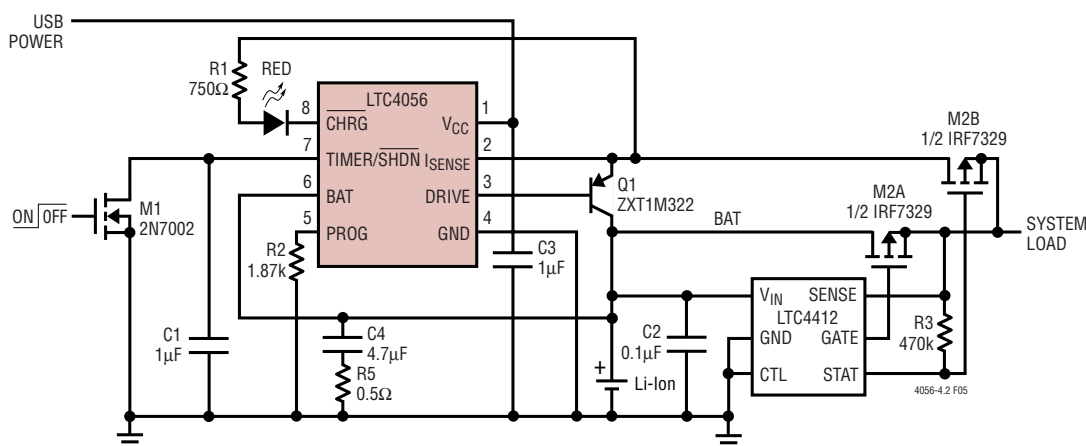 USB
POWER
R1
750Ω
RED
LTC4056
8
CHRG
7
TIMER/SHDN
6
BAT
5
PROG
VCC
1
ISENSE
2
DRIVE
3
GND
4
ON OFF
M1
2N7002
R2
1.87k
C1
1µF
C4
4.7µF
R5
0.5Ω
C3
1µF
Q1
ZXT1M322
BAT
M2B
1/2 IRF7329
M2A
1/2 IRF7329
SYSTEM
LOAD
C2
0.1µF
+
Li-Ion
VIN
SENSE
LTC4412
GND
GATE
CTL
STAT
R3
470k
4056-4.2 F05